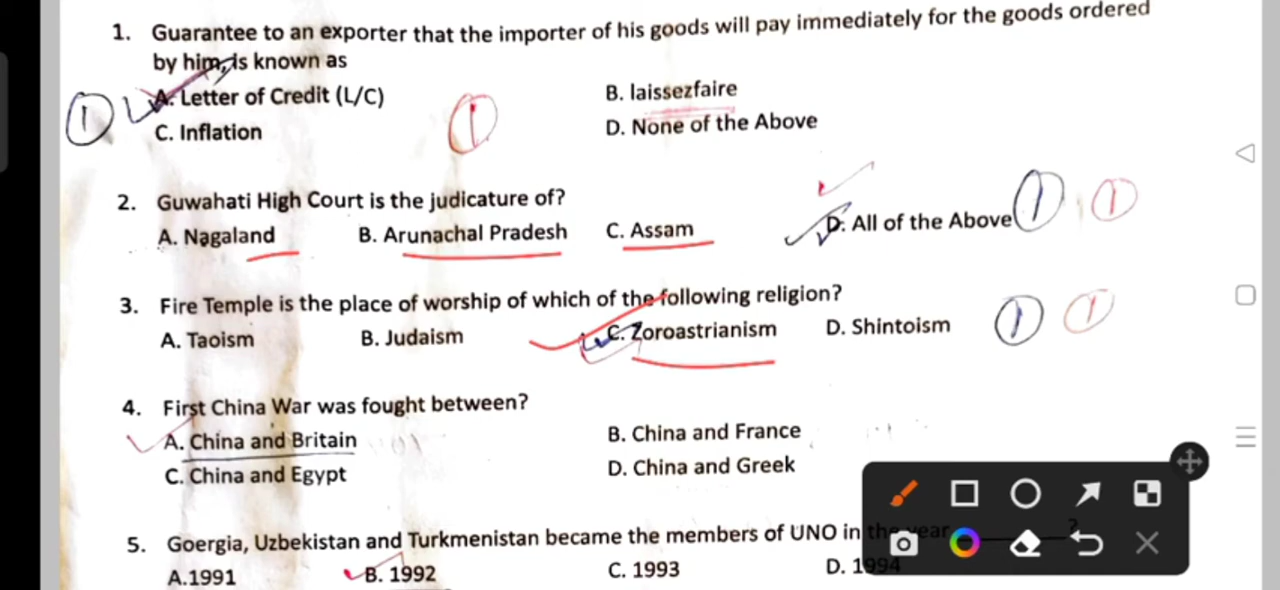 1. Guarantee to an exporter that the importer of his goods will pay immediately for the goods ordered
by him, is known as
A. Letter of Credit (L/C) B. laissezfaire
C. Inflation D. None of the Above
2. Guwahati High Court is the judicature of?
A. Nagaland B. Arunachal Pradesh C. Assam D. All of the Above
3. Fire Temple is the place of worship of which of the following religion?
A. Taoism B. Judaism C. Zoroastrianism D. Shintoism
4. First China War was fought between?
A. China and Britain B. China and France
C. China and Egypt D. China and Greek
5. Goergia, Uzbekistan and Turkmenistan became the members of UNO in the year ?
A.1991 B. 1992 C. 1993 D. 1994